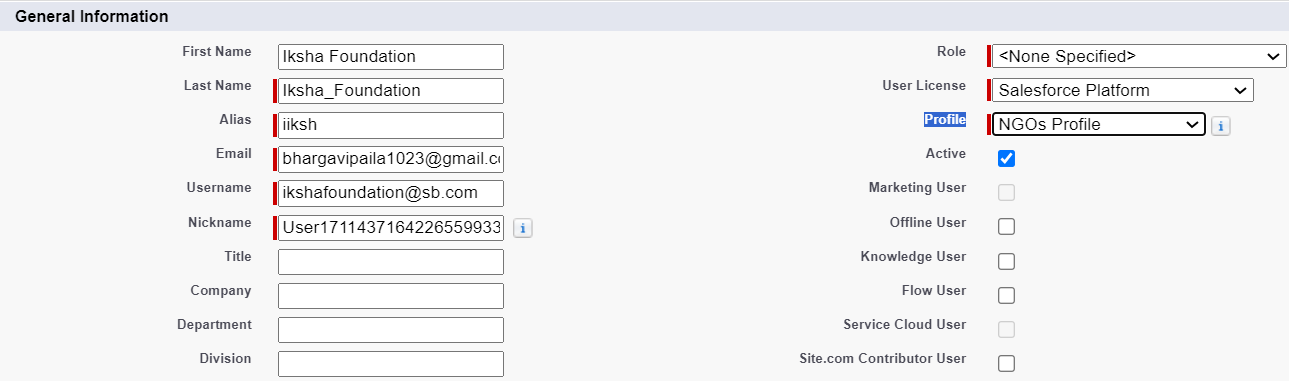 General Information
First Name Iksha Foundation
Last Name Iksha_Foundation
Alias iiksh
Email bhargavipaila1023@gmail.c
Username ikshafoundation@sb.com
Nickname User1711437164226559933 i
Title
Company
Department
Division
Role <None Specified>
User License Salesforce Platform
Profile NGOs Profile i
Active
Marketing User
Offline User
Knowledge User
Flow User
Service Cloud User
Site.com Contributor User